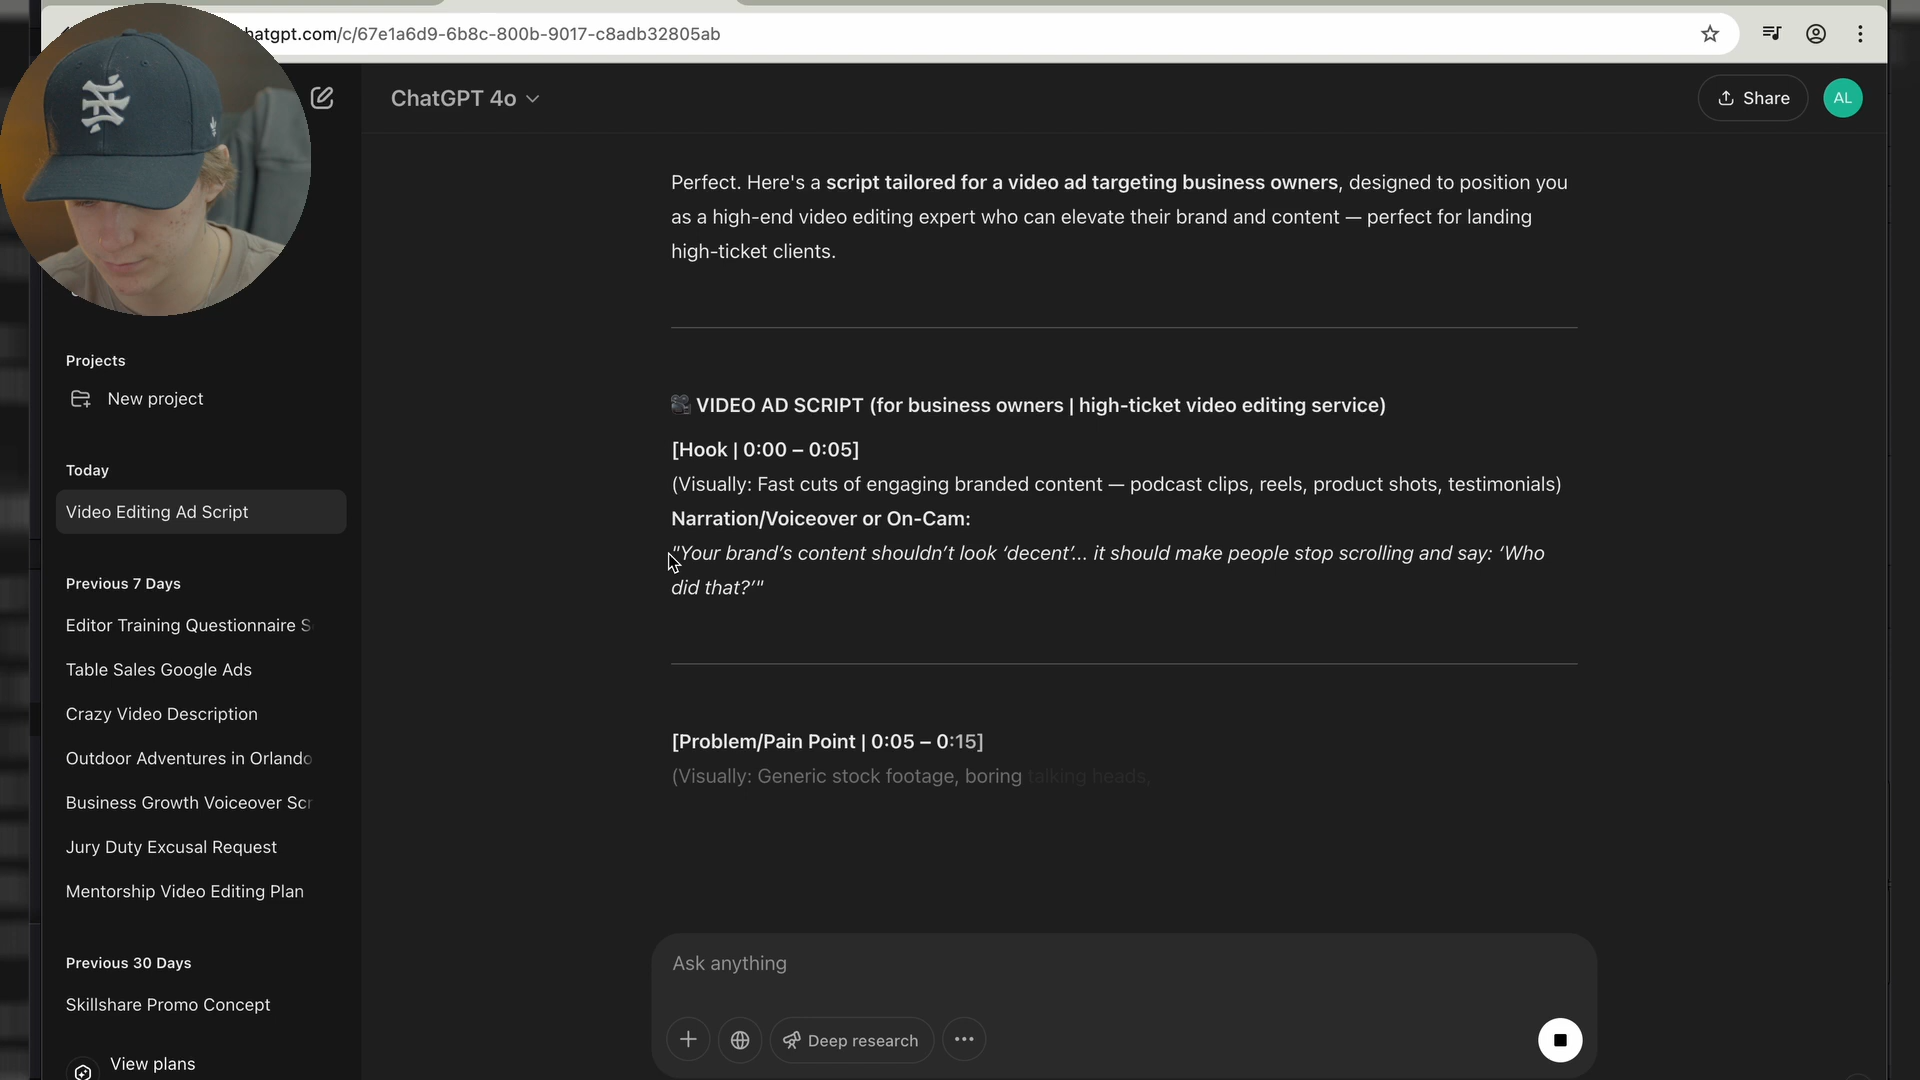 hatgpt.com/c/67e1a6d9-6b8c-800b-9017-c8adb32805ab
ChatGPT 4o
Share
AL
Projects
New project
Today
Video Editing Ad Script
Previous 7 Days
Editor Training Questionnaire S
Table Sales Google Ads
Crazy Video Description
Outdoor Adventures in Orlando
Business Growth Voiceover Scr
Jury Duty Excusal Request
Mentorship Video Editing Plan
Previous 30 Days
Skillshare Promo Concept
View plans
Perfect. Here's a script tailored for a video ad targeting business owners, designed to position you
as a high-end video editing expert who can elevate their brand and content — perfect for landing
high-ticket clients.
🎥 VIDEO AD SCRIPT (for business owners | high-ticket video editing service)
[Hook | 0:00 – 0:05]
(Visually: Fast cuts of engaging branded content — podcast clips, reels, product shots, testimonials)
Narration/Voiceover or On-Cam:
"Your brand’s content shouldn’t look ‘decent’... it should make people stop scrolling and say: ‘Who
did that?’"
[Problem/Pain Point | 0:05 – 0:15]
(Visually: Generic stock footage, boring talking heads,
Ask anything
Deep research